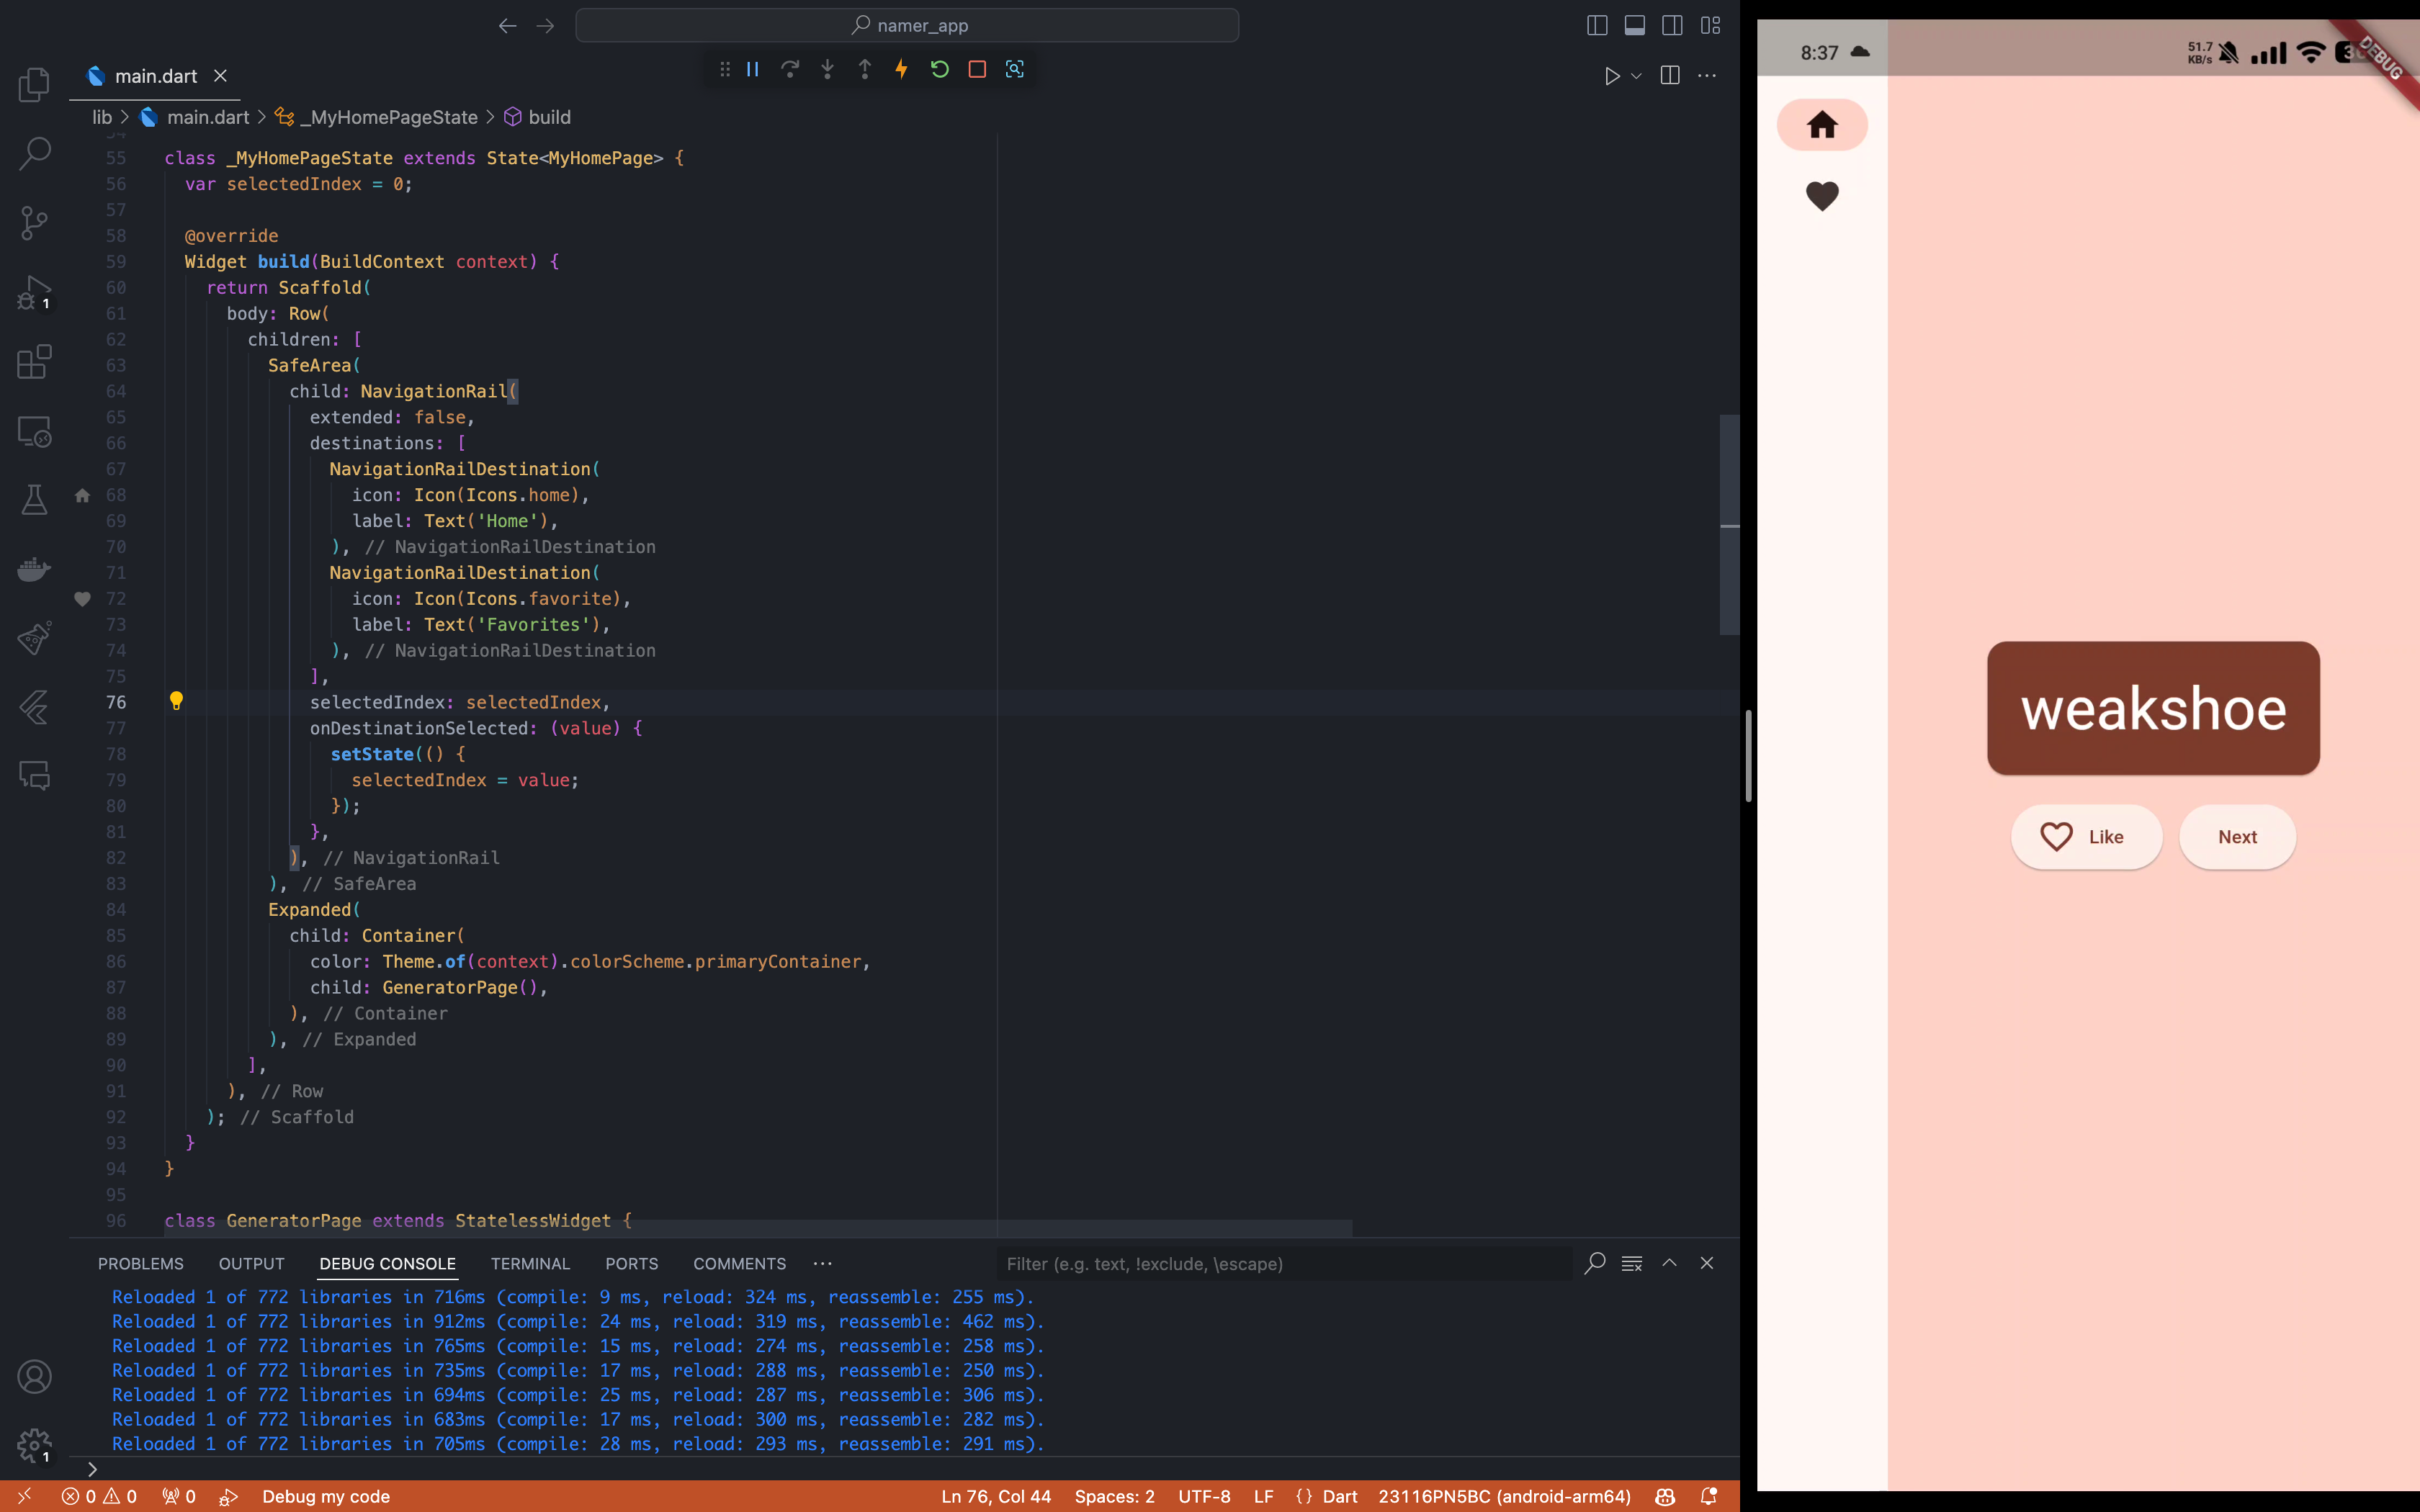 namer_app
main.dart
lib > main.dart > _MyHomePageState > build
55 class _MyHomePageState extends State<MyHomePage> {
56 var selectedIndex = 0;
57
58 @override
59 Widget build(BuildContext context) {
60 return Scaffold(
61 body: Row(
62 children: [
63 SafeArea(
64 child: NavigationRail(
65 extended: false,
66 destinations: [
67 NavigationRailDestination(
68 icon: Icon(Icons.home),
69 label: Text('Home'),
70 ), // NavigationRailDestination
71 NavigationRailDestination(
72 icon: Icon(Icons.favorite),
73 label: Text('Favorites'),
74 ), // NavigationRailDestination
75 ],
76 selectedIndex: selectedIndex,
77 onDestinationSelected: (value) {
78 setState(() {
79 selectedIndex = value;
80 });
81 },
82 ), // NavigationRail
83 ), // SafeArea
84 Expanded(
85 child: Container(
86 color: Theme.of(context).colorScheme.primaryContainer,
87 child: GeneratorPage(),
88 ), // Container
89 ), // Expanded
90 ],
91 ), // Row
92 ); // Scaffold
93 }
94 }
95
96 class GeneratorPage extends StatelessWidget {
1
1
PROBLEMS OUTPUT DEBUG CONSOLE TERMINAL PORTS COMMENTS Filter (e.g. text, !exclude, \escape)
Reloaded 1 of 772 libraries in 716ms (compile: 9 ms, reload: 324 ms, reassemble: 255 ms).
Reloaded 1 of 772 libraries in 912ms (compile: 24 ms, reload: 319 ms, reassemble: 462 ms).
Reloaded 1 of 772 libraries in 765ms (compile: 15 ms, reload: 274 ms, reassemble: 258 ms).
Reloaded 1 of 772 libraries in 735ms (compile: 17 ms, reload: 288 ms, reassemble: 250 ms).
Reloaded 1 of 772 libraries in 694ms (compile: 25 ms, reload: 287 ms, reassemble: 306 ms).
Reloaded 1 of 772 libraries in 683ms (compile: 17 ms, reload: 300 ms, reassemble: 282 ms).
Reloaded 1 of 772 libraries in 705ms (compile: 28 ms, reload: 293 ms, reassemble: 291 ms).
0 0 0 Debug my code Ln 76, Col 44 Spaces: 2 UTF-8 LF {} Dart 23116PN5BC (android-arm64)
8:37
51.7
KB/s
DEBUG
weakshoe
Like Next